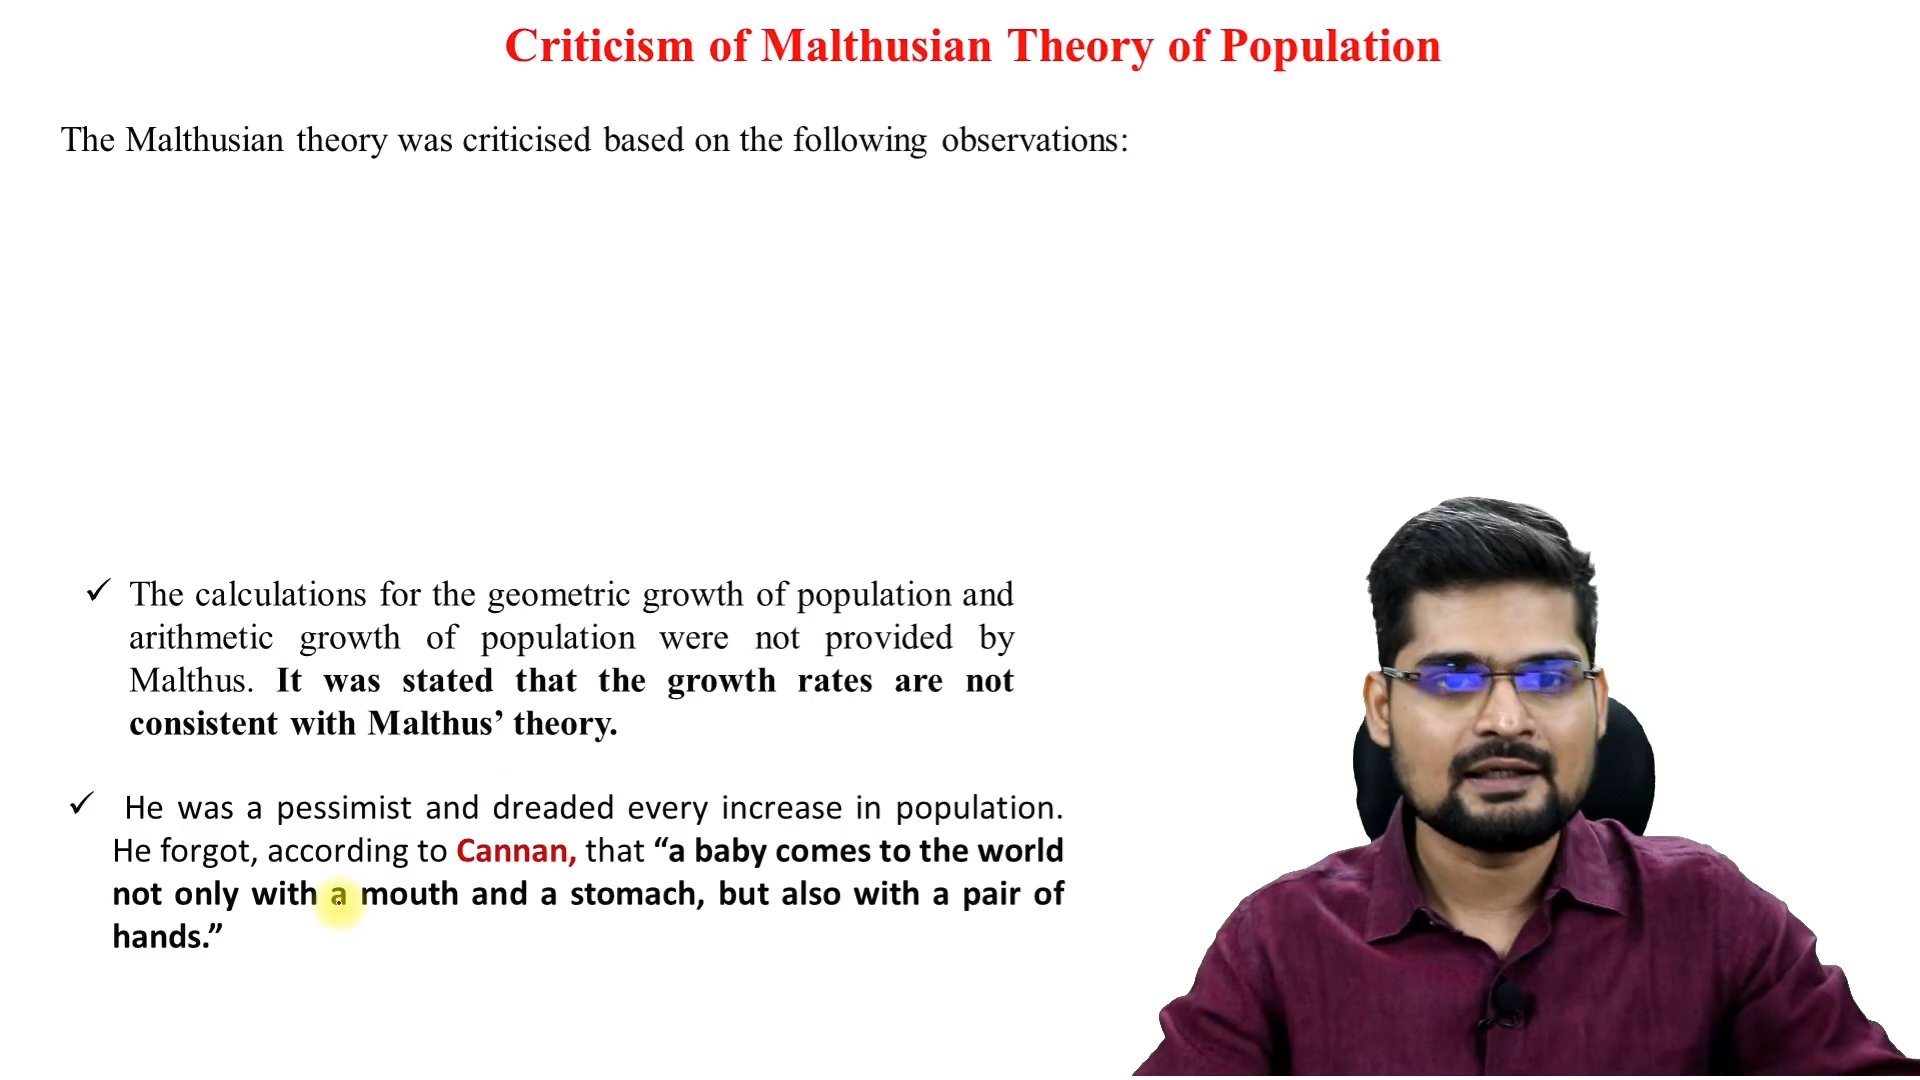 Criticism of Malthusian Theory of Population
The Malthusian theory was criticised based on the following observations:
✓ The calculations for the geometric growth of population and
arithmetic growth of population were not provided by
Malthus. It was stated that the growth rates are not
consistent with Malthus’ theory.
✓ He was a pessimist and dreaded every increase in population.
He forgot, according to Cannan, that “a baby comes to the world
not only with a mouth and a stomach, but also with a pair of
hands.”